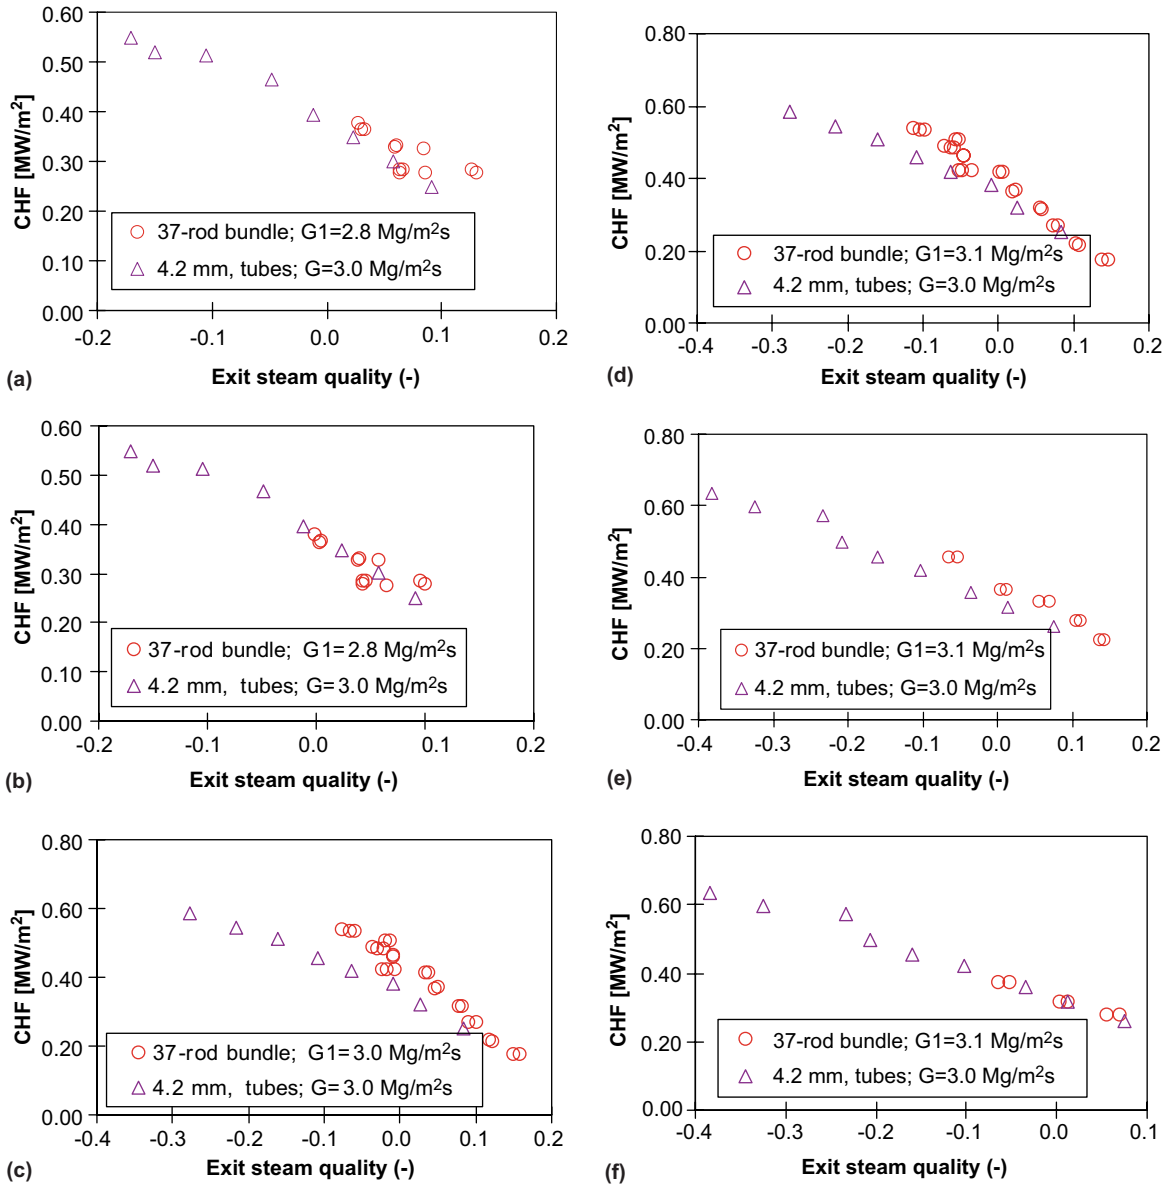 0.60
0.50
0.40
0.30
0.20
0.10
0.00
CHF [MW/m2]
37-rod bundle; G1=2.8 Mg/m2s
4.2 mm, tubes; G=3.0 Mg/m2s
-0.2 -0.1 0.0 0.1 0.2
Exit steam quality (-)
(a)
0.80
0.60
0.40
0.20
0.00
CHF [MW/m2]
37-rod bundle; G1=3.1 Mg/m2s
4.2 mm, tubes; G=3.0 Mg/m2s
-0.4 -0.3 -0.2 -0.1 0.0 0.1 0.2
Exit steam quality (-)
(d)
0.60
0.50
0.40
0.30
0.20
0.10
0.00
CHF [MW/m2]
37-rod bundle; G1=2.8 Mg/m2s
4.2 mm, tubes; G=3.0 Mg/m2s
-0.2 -0.1 0.0 0.1 0.2
Exit steam quality (-)
(b)
0.80
0.60
0.40
0.20
0.00
CHF [MW/m2]
37-rod bundle; G1=3.1 Mg/m2s
4.2 mm, tubes; G=3.0 Mg/m2s
-0.4 -0.3 -0.2 -0.1 0.0 0.1 0.2
Exit steam quality (-)
(e)
0.80
0.60
0.40
0.20
0.00
CHF [MW/m2]
37-rod bundle; G1=3.0 Mg/m2s
4.2 mm, tubes; G=3.0 Mg/m2s
-0.4 -0.3 -0.2 -0.1 0.0 0.1 0.2
Exit steam quality (-)
(c)
0.80
0.60
0.40
0.20
0.00
CHF [MW/m2]
37-rod bundle; G1=3.1 Mg/m2s
4.2 mm, tubes; G=3.0 Mg/m2s
-0.4 -0.3 -0.2 -0.1 0.0 0.1
Exit steam quality (-)
(f)